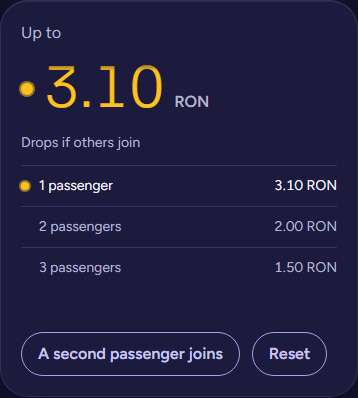 Up to
3.10 RON
Drops if others join
1 passenger 3.10 RON
2 passengers 2.00 RON
3 passengers 1.50 RON
A second passenger joins Reset